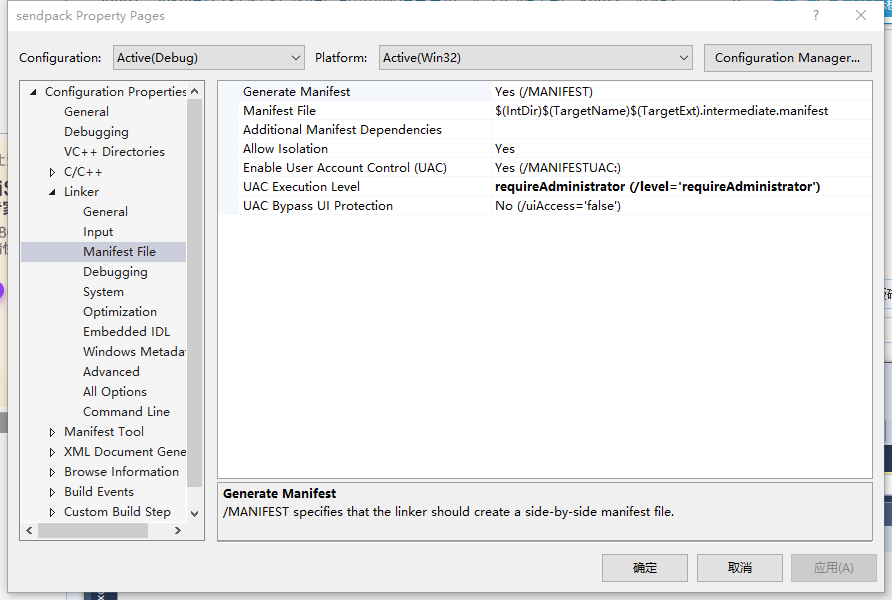 sendpack Property Pages
Configuration: Active(Debug) Platform: Active(Win32) Configuration Manager...
Configuration Properties
General
Debugging
VC++ Directories
C/C++
Linker
General
Input
Manifest File
Debugging
System
Optimization
Embedded IDL
Windows Metada
Advanced
All Options
Command Line
Manifest Tool
XML Document Gene
Browse Information
Build Events
Custom Build Step
Generate Manifest Yes (/MANIFEST)
Manifest File $(IntDir)$(TargetName)$(TargetExt).intermediate.manifest
Additional Manifest Dependencies
Allow Isolation Yes
Enable User Account Control (UAC) Yes (/MANIFESTUAC:)
UAC Execution Level requireAdministrator (/level='requireAdministrator')
UAC Bypass UI Protection No (/uiAccess='false')
Generate Manifest
/MANIFEST specifies that the linker should create a side-by-side manifest file.
确定 取消 应用(A)